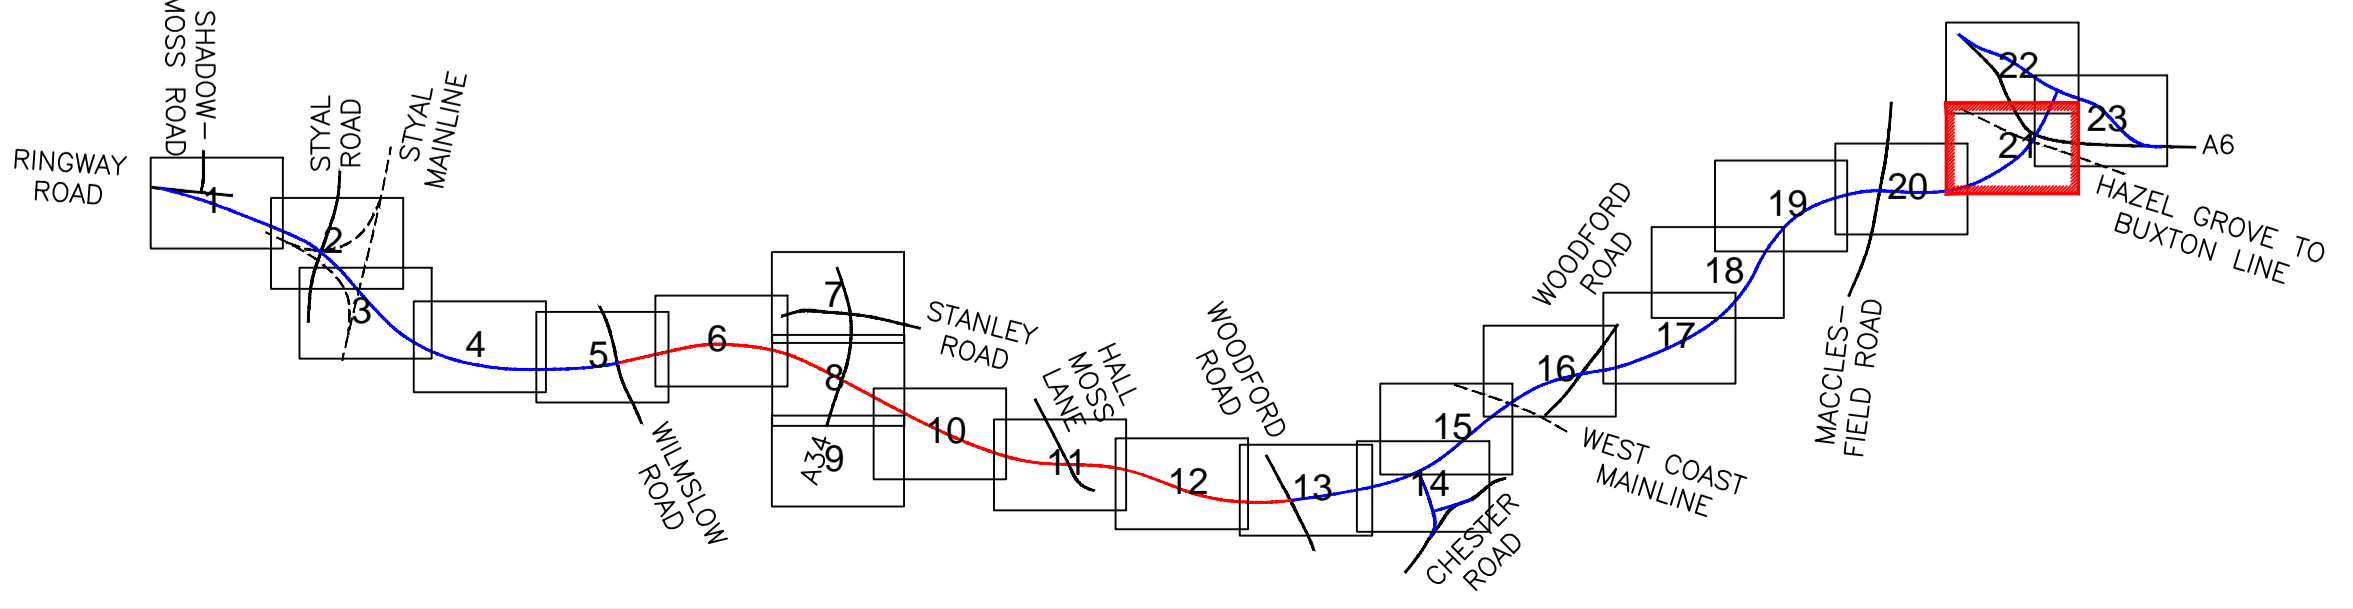 SHADOW—
MOSS ROAD
RINGWAY
ROAD
1
STYAL
ROAD
STYAL
MAINLINE
2
3
4
5
WILMSLOW
ROAD
6
7
STANLEY
ROAD
8
A34
9
10
HALL
MOSS
LANE
11
12
WOODFORD
ROAD
13
14
CHESTER
ROAD
15
WEST COAST
MAINLINE
WOODFORD
ROAD
16
17
18
19
MACCLES—
FIELD ROAD
20
21
22
23
A6
HAZEL GROVE TO
BUXTON LINE